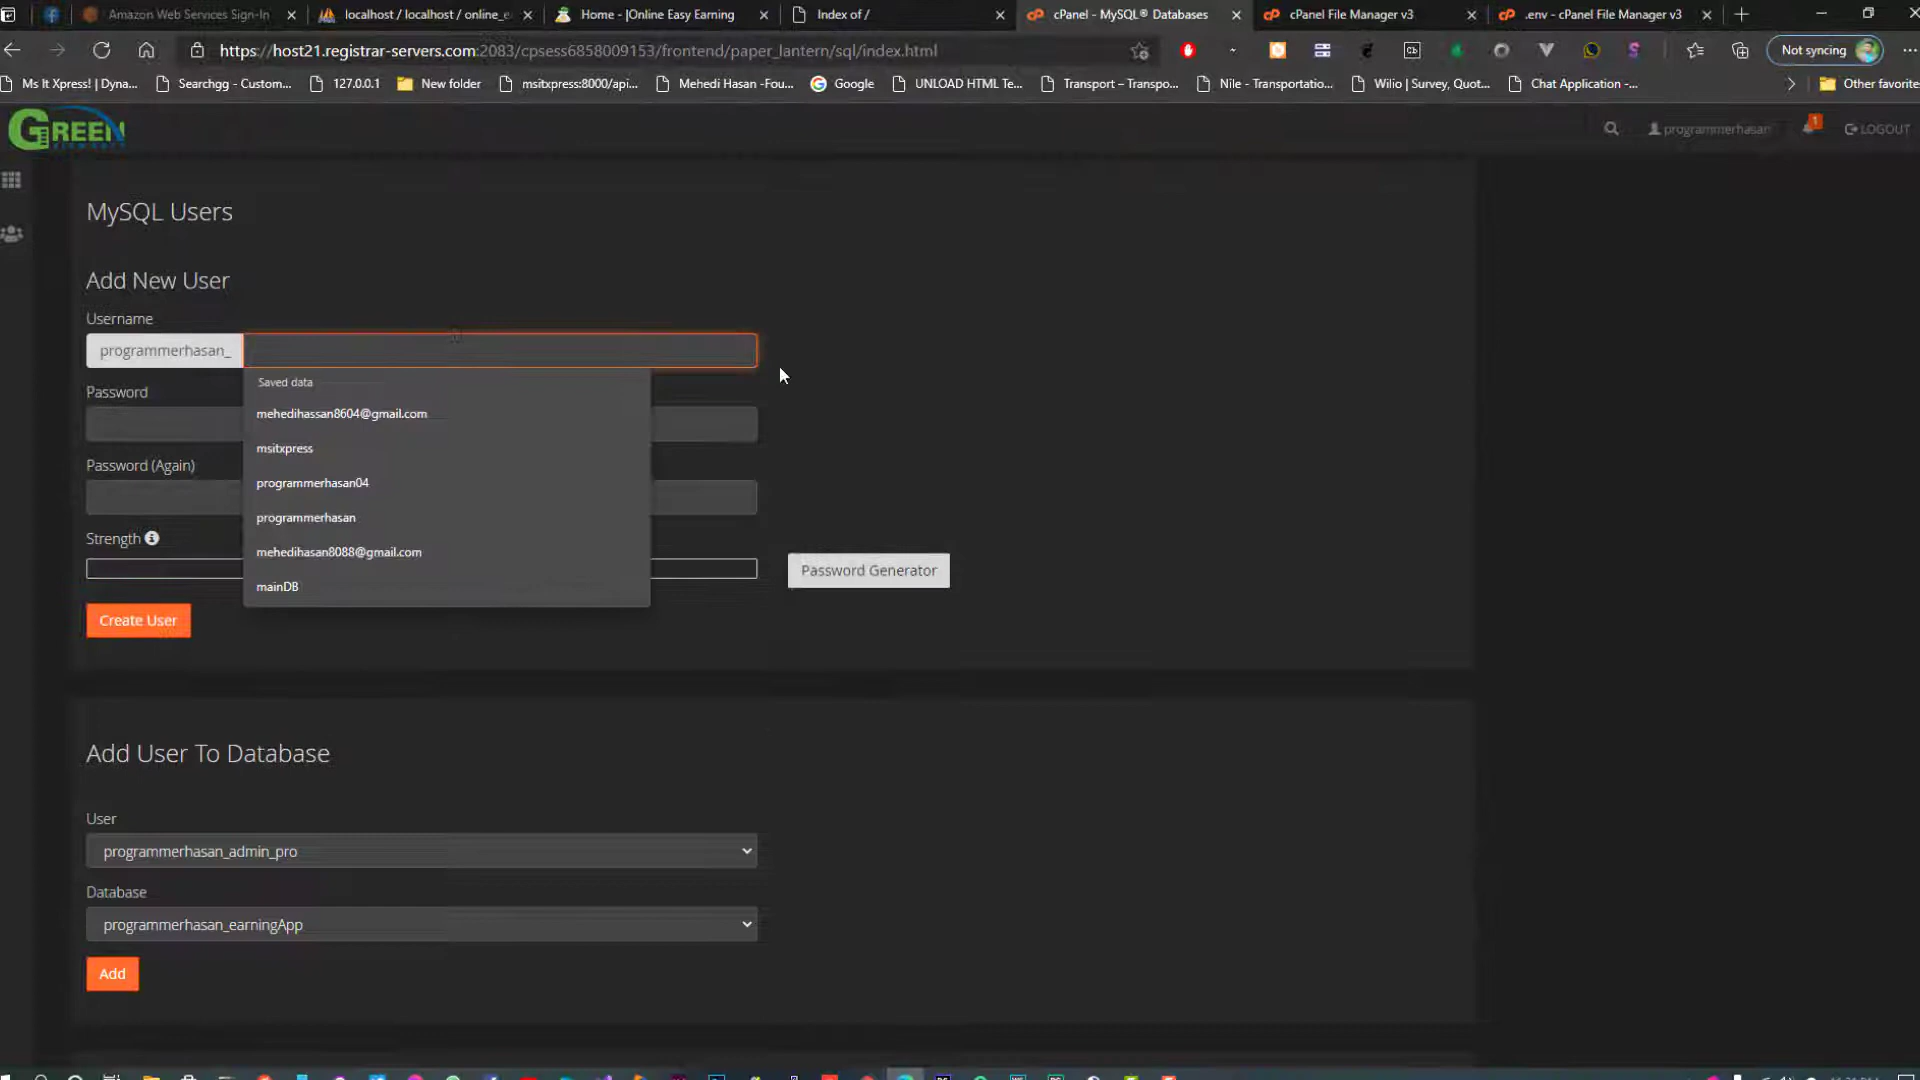 Amazon Web Services Sign-In
localhost / localhost / online_e
Home - |Online Easy Earning
Index of /
cPanel - MySQL® Databases
cPanel File Manager v3
.env - cPanel File Manager v3
https://host21.registrar-servers.com:2083/cpsess6858009153/frontend/paper_lantern/sql/index.html
Not syncing
Ms It Xpress! | Dyna...
Searchgg - Custom...
127.0.0.1
New folder
msitxpress:8000/api...
Mehedi Hasan -Fou...
Google
UNLOAD HTML Te...
Transport – Transpo...
Nile - Transportatio...
Wilio | Survey, Quot...
Chat Application -...
Other favorites
GREEN
programmerhasan
1
LOGOUT
MySQL Users
Add New User
Username
programmerhasan_
Saved data
Password
mehedihassan8604@gmail.com
msitxpress
Password (Again)
programmerhasan04
programmerhasan
Strength
mehedihasan8088@gmail.com
Password Generator
mainDB
Create User
Add User To Database
User
programmerhasan_admin_pro
Database
programmerhasan_earningApp
Add